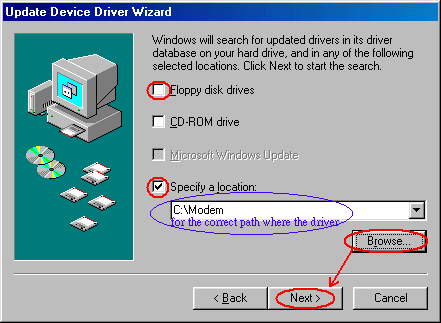 Update Device Driver Wizard
Windows will search for updated drivers in its driver
database on your hard drive, and in any of the following
selected locations. Click Next to start the search.
Floppy disk drives
CD-ROM drive
Microsoft Windows Update
Specify a location:
C:\Modem
for the correct path where the driver
Browse...
< Back
Next >
Cancel